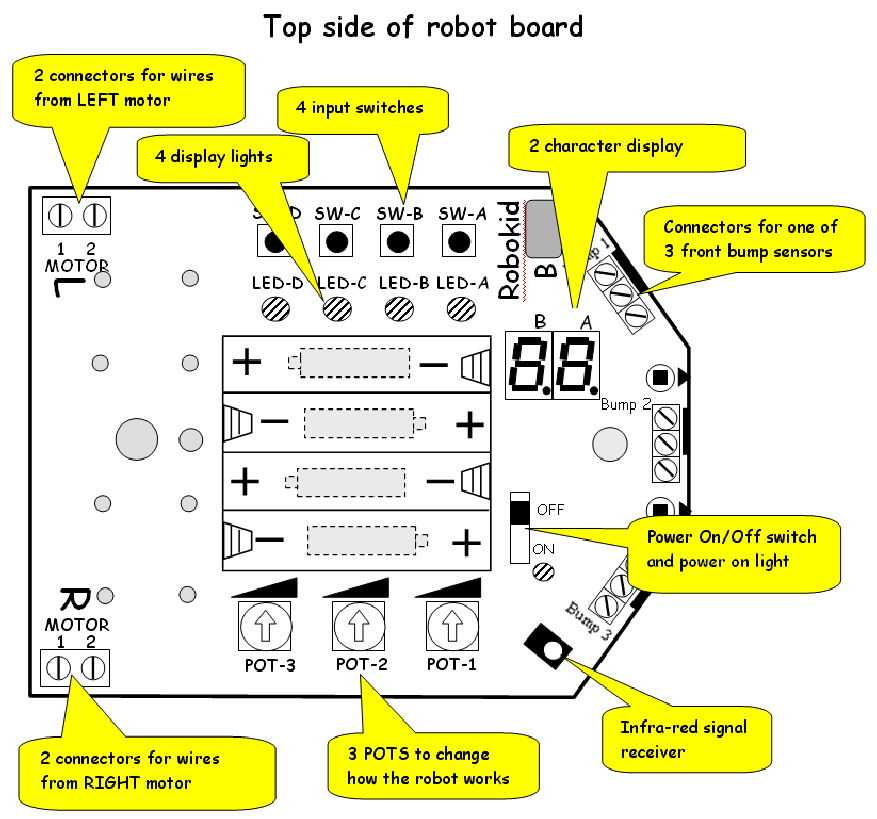 Top side of robot board
2 connectors for wires
from LEFT motor
4 input switches
4 display lights
2 character display
Connectors for one of
3 front bump sensors
1 2
MOTOR
L
SW-C
SW-B
SW-A
LED-D
LED-C
LED-B
LED-A
Robokid
B
B
A
88
+
-
-
+
+
-
-
+
Bump 2
OFF
ON
Power On/Off switch
and power on light
Bump 3
R
MOTOR
1 2
POT-3
POT-2
POT-1
2 connectors for wires
from RIGHT motor
3 POTS to change
how the robot works
Infra-red signal
receiver